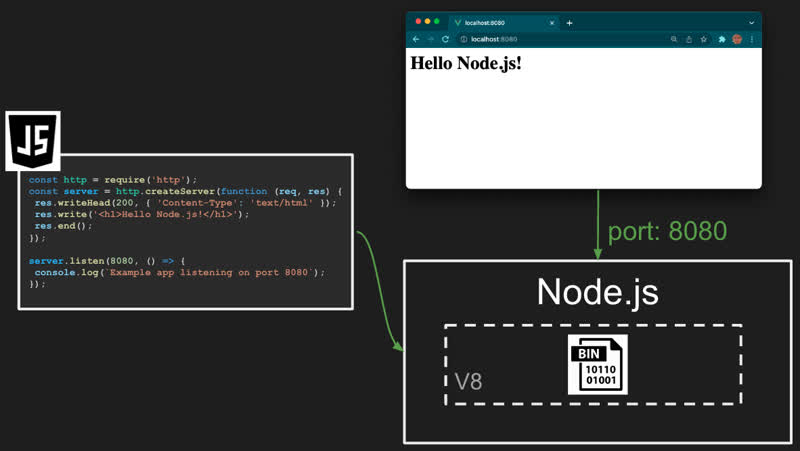 localhost:8080
localhost:8080
Hello Node.js!
JS
const http = require('http');
const server = http.createServer(function (req, res) {
res.writeHead(200, { 'Content-Type': 'text/html' });
res.write('<h1>Hello Node.js!</h1>');
res.end();
});
server.listen(8080, () => {
console.log(`Example app listening on port 8080`);
});
port: 8080
Node.js
V8
BIN
10110
01001